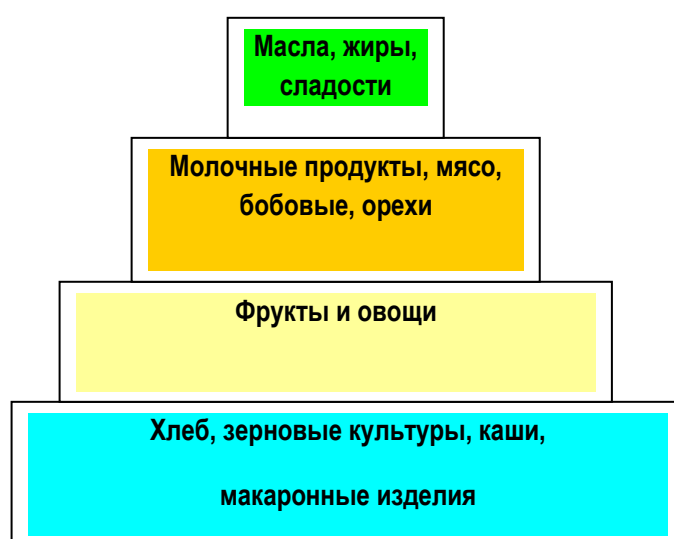 Масла, жиры,
сладости
Молочные продукты, мясо,
бобовые, орехи
Фрукты и овощи
Хлеб, зерновые культуры, каши,
макаронные изделия